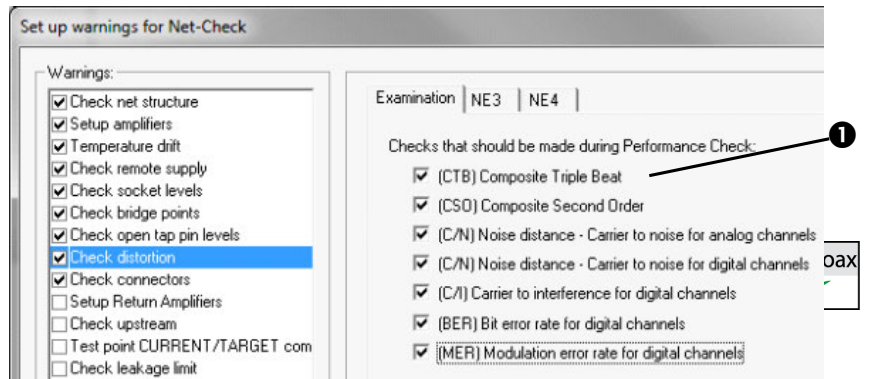 Set up warnings for Net-Check
Warnings:
Check net structure
Setup amplifiers
Temperature drift
Check remote supply
Check socket levels
Check bridge points
Check open tap pin levels
Check distortion
Check connectors
Setup Return Amplifiers
Check upstream
Test point CURRENT/TARGET com
Check leakage limit
Examination NE3 NE4
Checks that should be made during Performance Check:
(CTB) Composite Triple Beat
(CSO) Composite Second Order
(C/N) Noise distance - Carrier to noise for analog channels
(C/N) Noise distance - Carrier to noise for digital channels
(C/I) Carrier to interference for digital channels
(BER) Bit error rate for digital channels
(MER) Modulation error rate for digital channels
1
oax